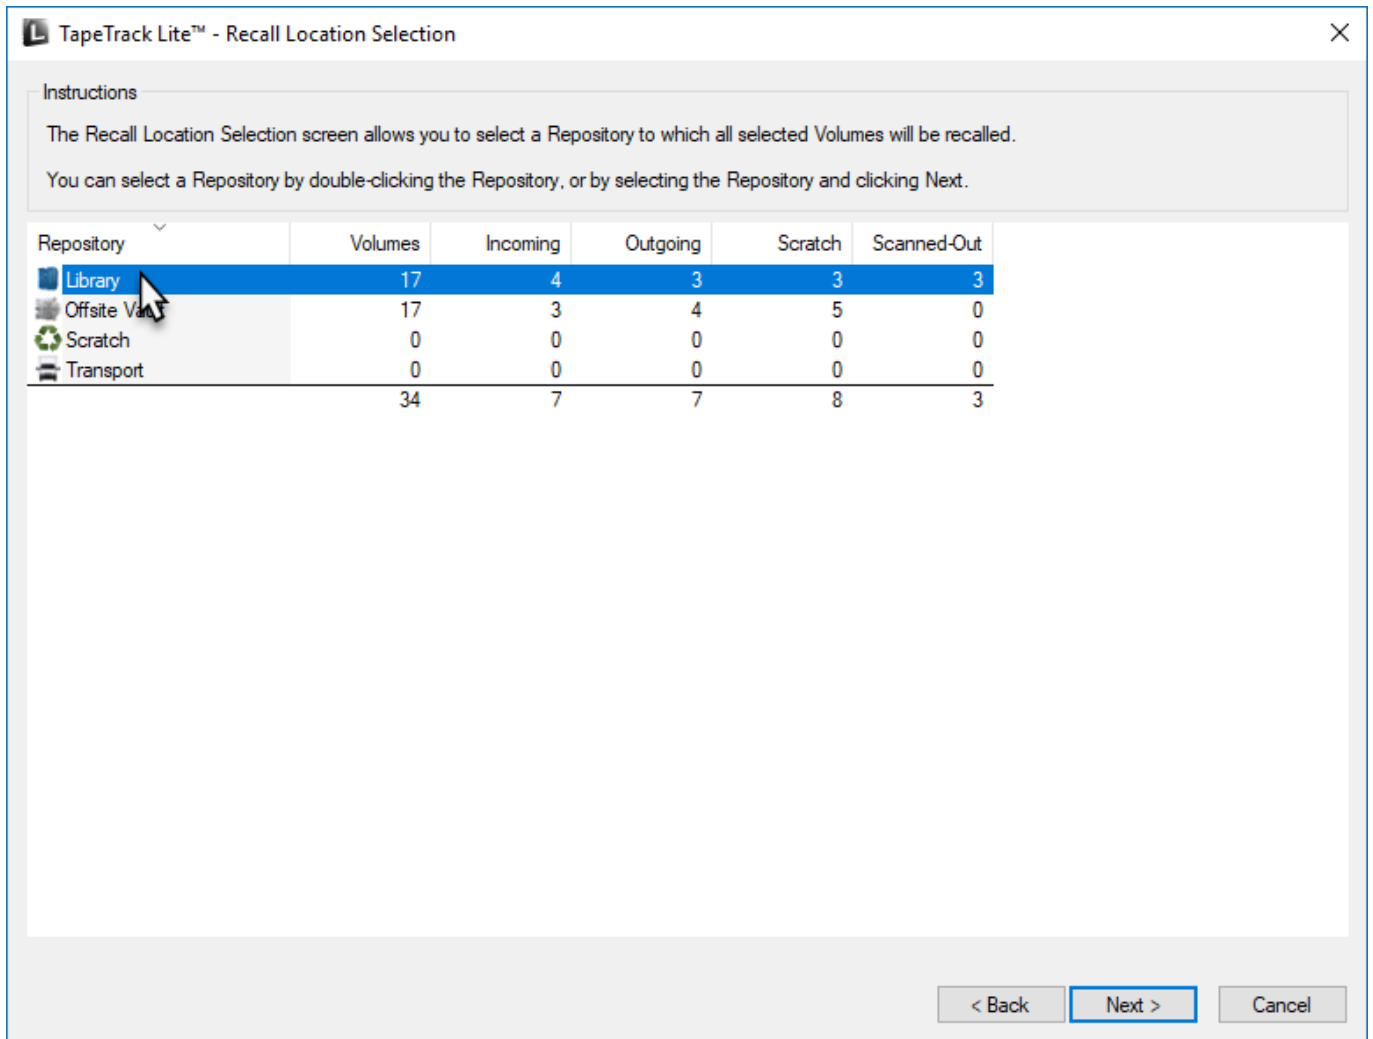 TapeTrack Lite™ - Recall Location Selection
Instructions
The Recall Location Selection screen allows you to select a Repository to which all selected Volumes will be recalled.
You can select a Repository by double-clicking the Repository, or by selecting the Repository and clicking Next.
Repository Volumes Incoming Outgoing Scratch Scanned-Out
Library 17 4 3 3 3
Offsite 17 3 4 5 0
Scratch 0 0 0 0 0
Transport 0 0 0 0 0
34 7 7 8 3
< Back Next > Cancel